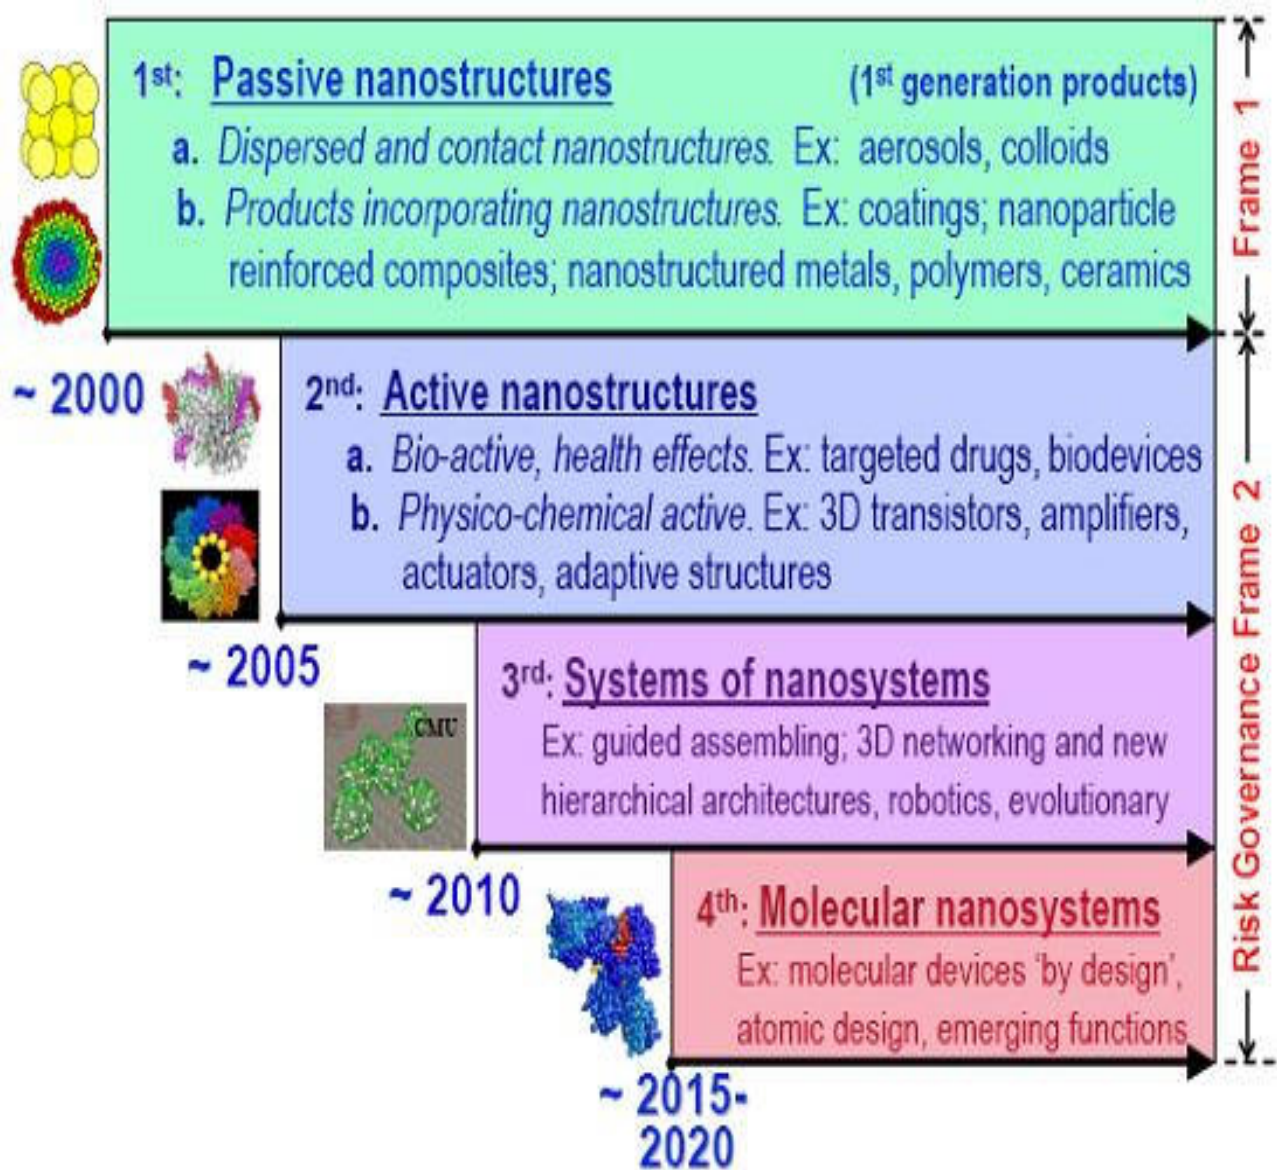 1st: Passive nanostructures (1st generation products)
a. Dispersed and contact nanostructures. Ex: aerosols, colloids
b. Products incorporating nanostructures. Ex: coatings; nanoparticle
reinforced composites; nanostructured metals, polymers, ceramics
~ 2000
2nd: Active nanostructures
a. Bio-active, health effects. Ex: targeted drugs, biodevices
b. Physico-chemical active. Ex: 3D transistors, amplifiers,
actuators, adaptive structures
~ 2005
3rd: Systems of nanosystems
Ex: guided assembling; 3D networking and new
hierarchical architectures, robotics, evolutionary
CMU
~ 2010
4th: Molecular nanosystems
Ex: molecular devices ‘by design’,
atomic design, emerging functions
~ 2015-
2020
Frame 1
Risk Governance Frame 2